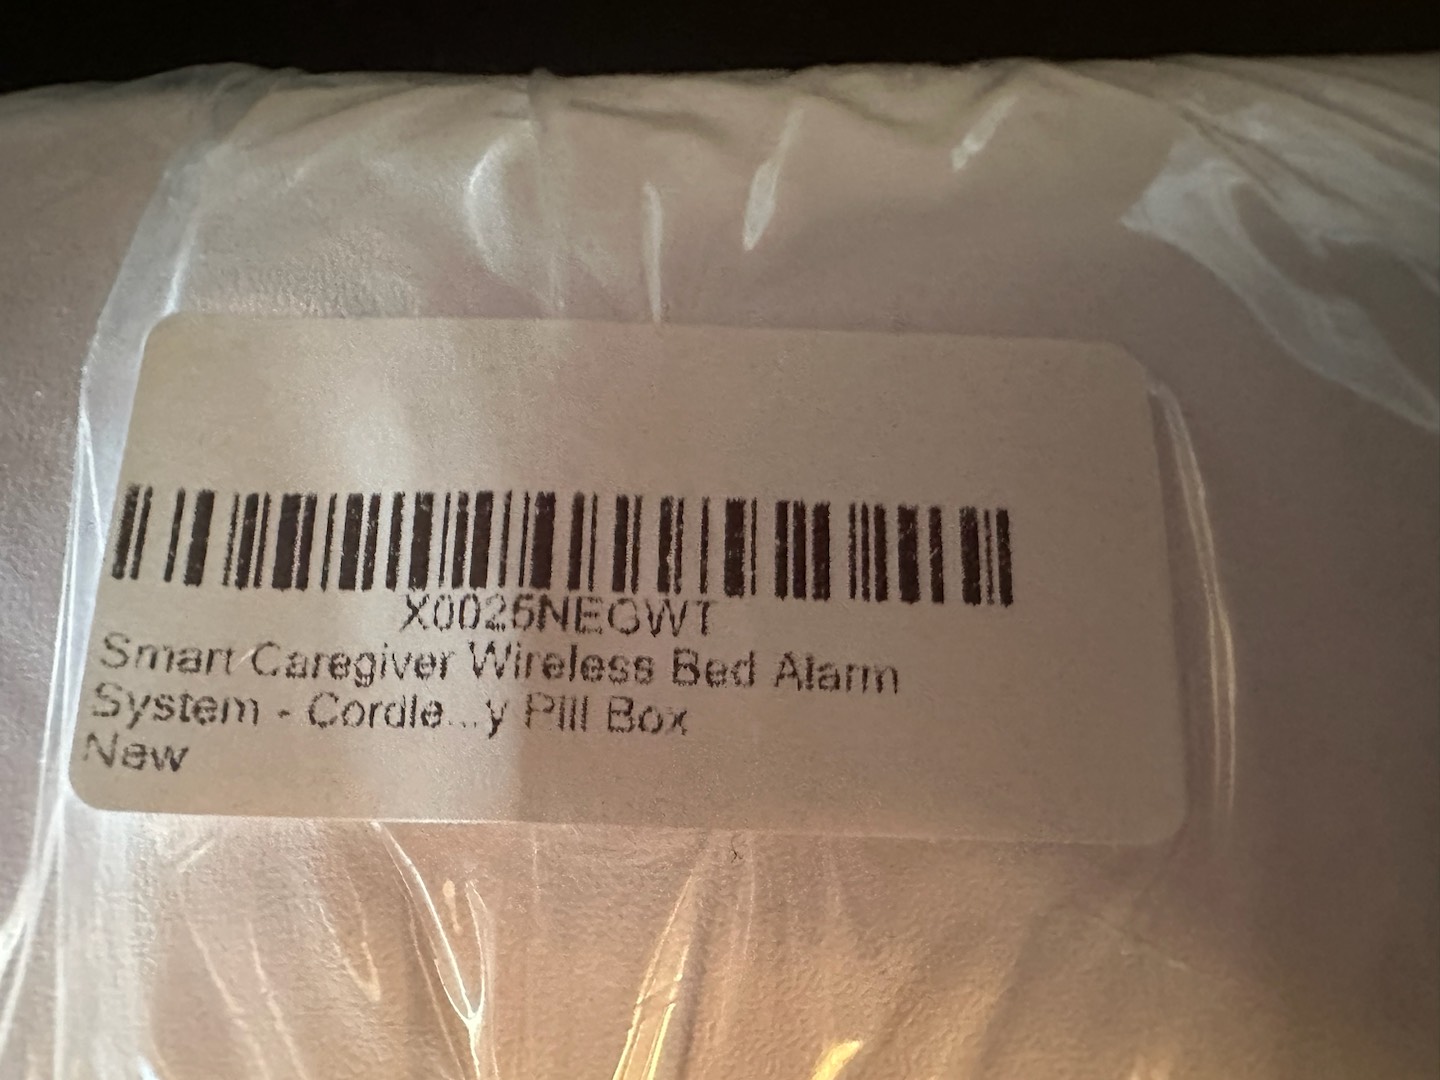 X0025NEGWT
Smart Caregiver Wireless Bed Alarm
System - Cordle...y Pill Box
New